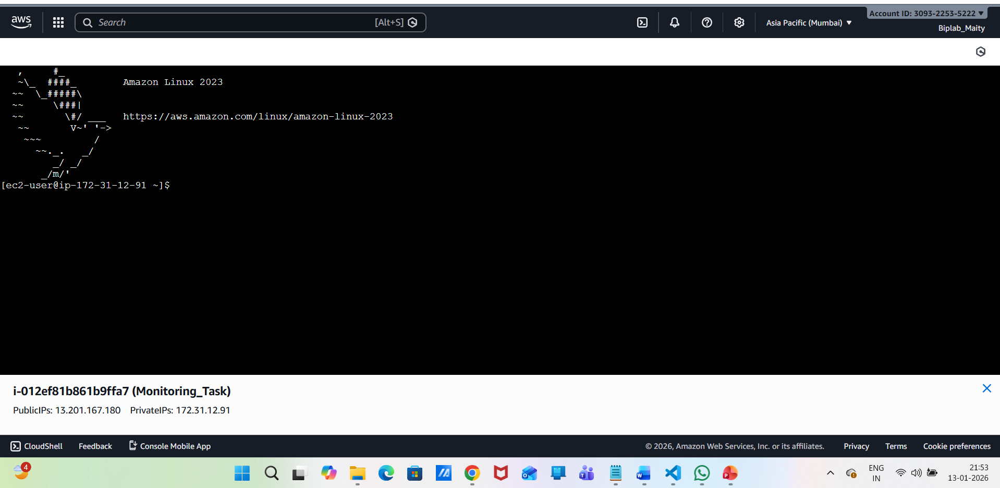 aws
Search [Alt+S]
Asia Pacific (Mumbai) ▼
Account ID: 3093-2253-5222 ▼
Biplab_Maity
   ,     #_
   ~\_  ####_        Amazon Linux 2023
  ~~  \_#####\
  ~~     \###|
  ~~       \#/ ___   https://aws.amazon.com/linux/amazon-linux-2023
   ~~       V~' '->
    ~~~         /
      ~~._.   _/
         _/ _/
       _/m/'
[ec2-user@ip-172-31-12-91 ~]$
i-012ef81b861b9ffa7 (Monitoring_Task)
PublicIPs: 13.201.167.180 PrivateIPs: 172.31.12.91
CloudShell Feedback Console Mobile App © 2026, Amazon Web Services, Inc. or its affiliates. Privacy Terms Cookie preferences
4
ENG
IN
21:53
13-01-2026